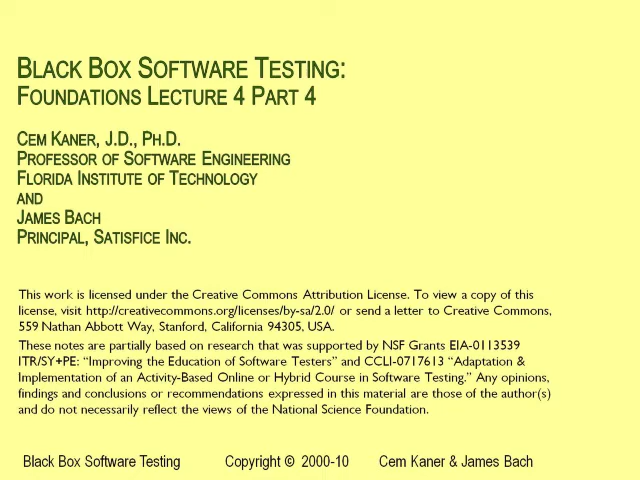 BLACK BOX SOFTWARE TESTING:
FOUNDATIONS LECTURE 4 PART 4
CEM KANER, J.D., PH.D.
PROFESSOR OF SOFTWARE ENGINEERING
FLORIDA INSTITUTE OF TECHNOLOGY
AND
JAMES BACH
PRINCIPAL, SATISFICE INC.
This work is licensed under the Creative Commons Attribution License. To view a copy of this
license, visit http://creativecommons.org/licenses/by-sa/2.0/ or send a letter to Creative Commons,
559 Nathan Abbott Way, Stanford, California 94305, USA.
These notes are partially based on research that was supported by NSF Grants EIA-0113539
ITR/SY+PE: “Improving the Education of Software Testers” and CCLI-0717613 “Adaptation &
Implementation of an Activity-Based Online or Hybrid Course in Software Testing.” Any opinions,
findings and conclusions or recommendations expressed in this material are those of the author(s)
and do not necessarily reflect the views of the National Science Foundation.
Black Box Software Testing Copyright © 2000-10 Cem Kaner & James Bach